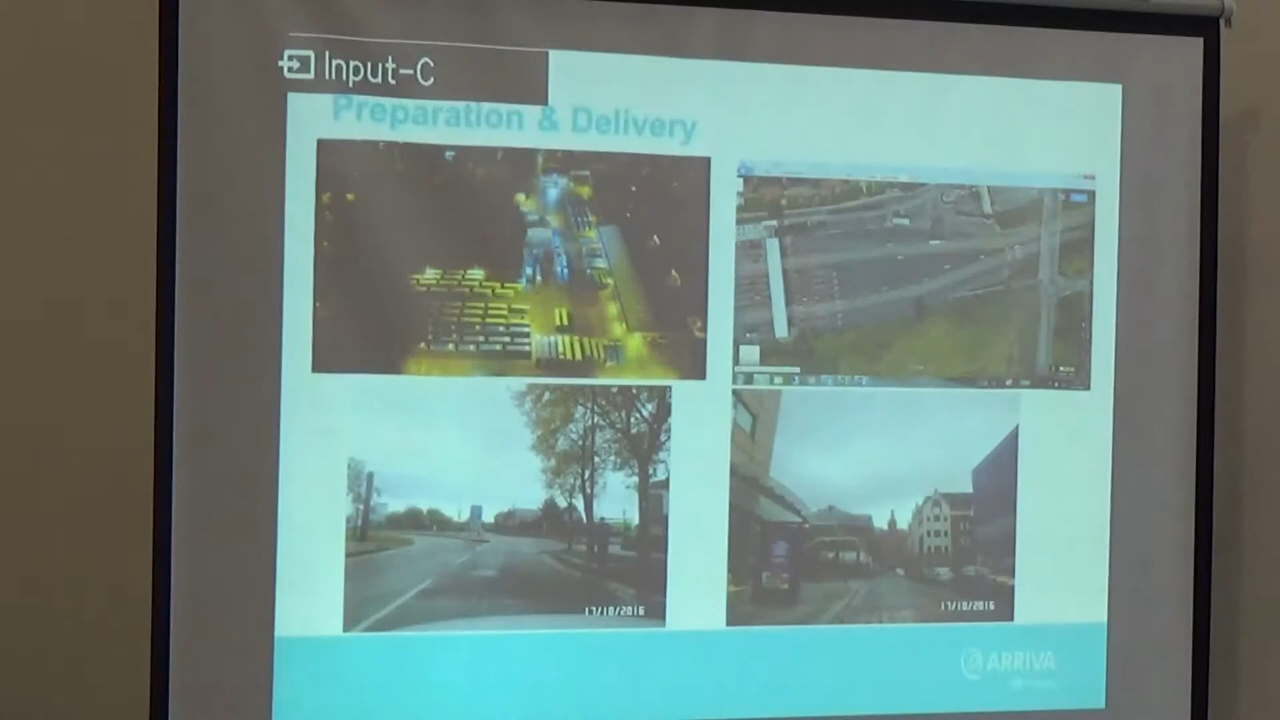 Input-C
Preparation & Delivery
17/10/2016
17/10/2016
ARRIVA